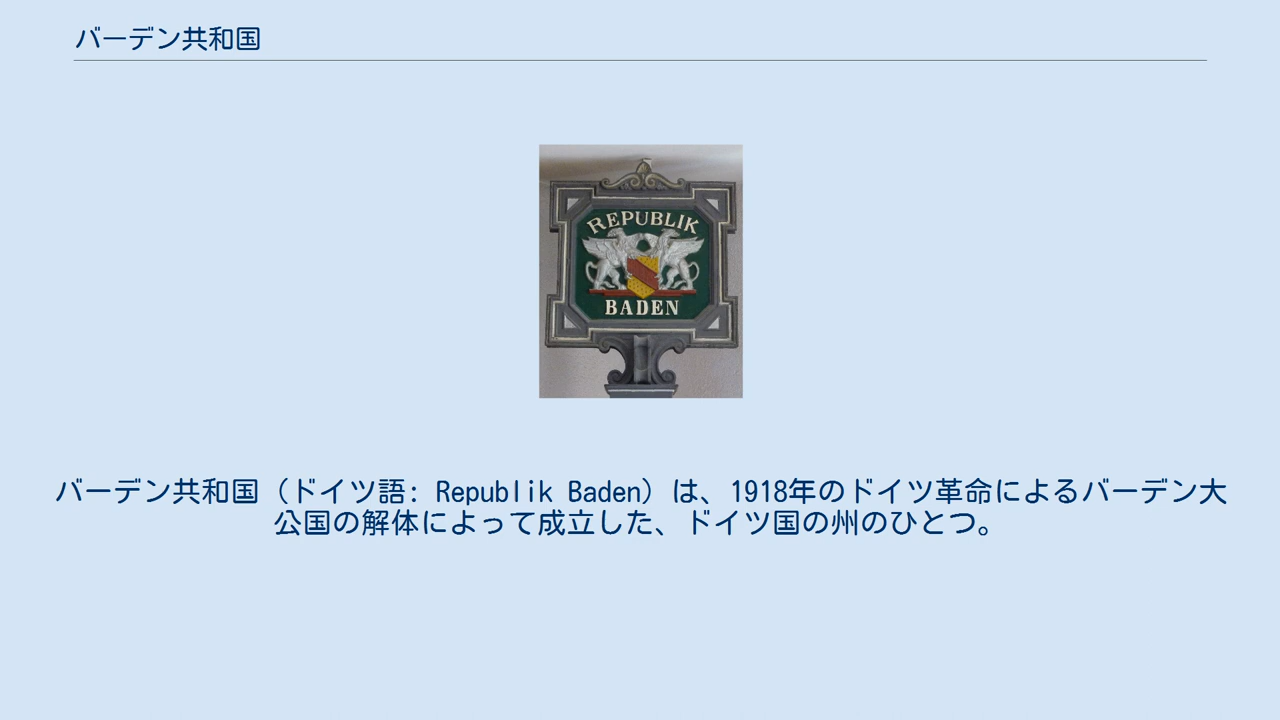 バーデン共和国
REPUBLIK
BADEN
バーデン共和国（ドイツ語: Republik Baden）は、1918年のドイツ革命によるバーデン大
公国の解体によって成立した、ドイツ国の州のひとつ。